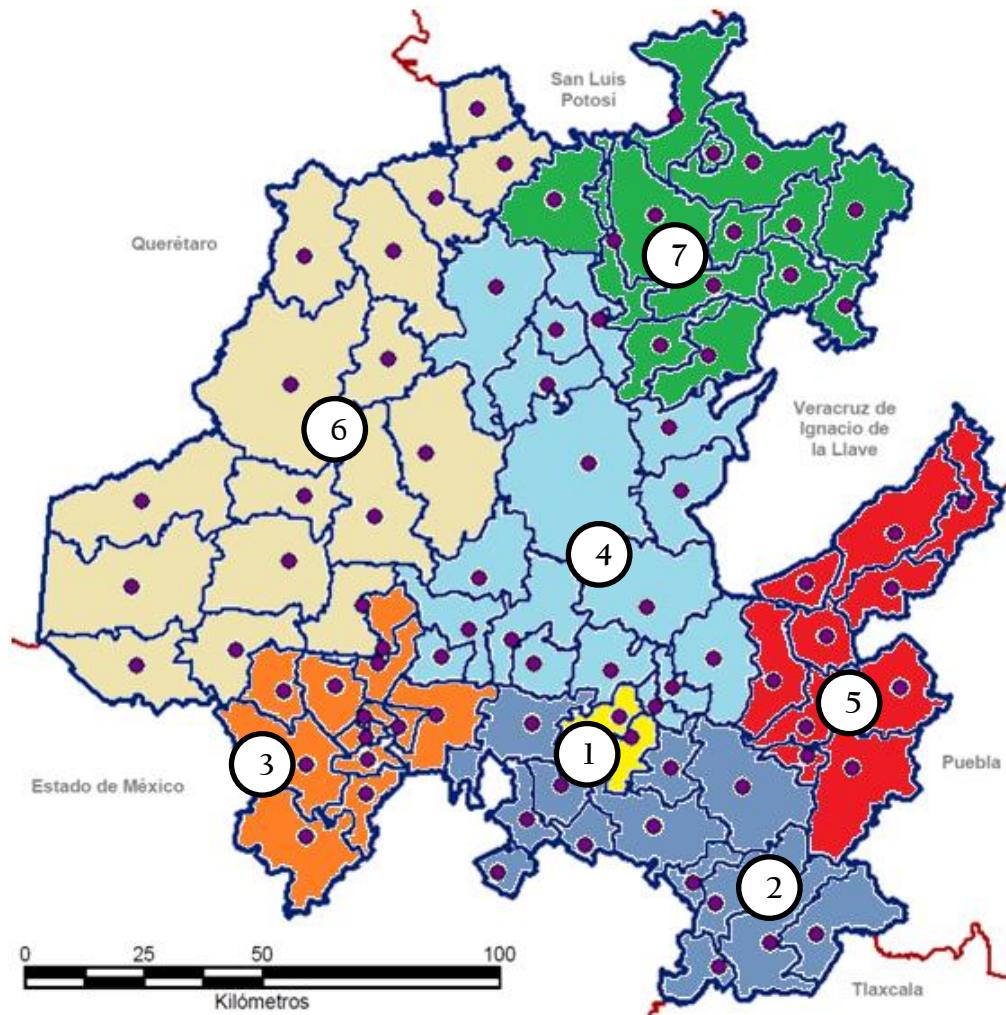 San Luis
Potosí
7
Querétaro
6
Veracruz de
Ignacio de
la Llave
4
5
1
3
Estado de México
Puebla
2
0 25 50 100
Kilómetros
Tlaxcala